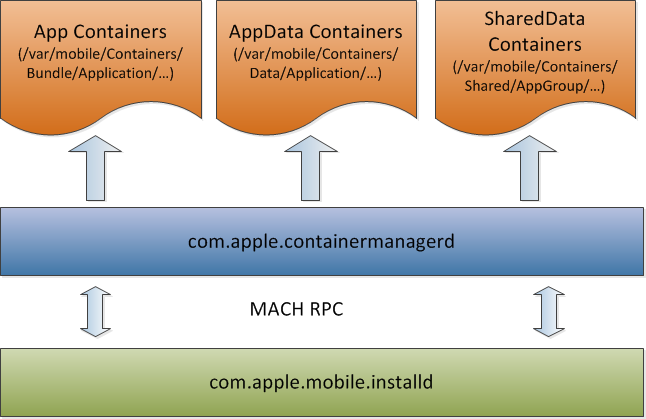 App Containers
(/var/mobile/Containers/
Bundle/Application/…)
AppData Containers
(/var/mobile/Containers/
Data/Application/…)
SharedData
Containers
(/var/mobile/Containers/
Shared/AppGroup/…)
com.apple.containermanagerd
MACH RPC
com.apple.mobile.installd